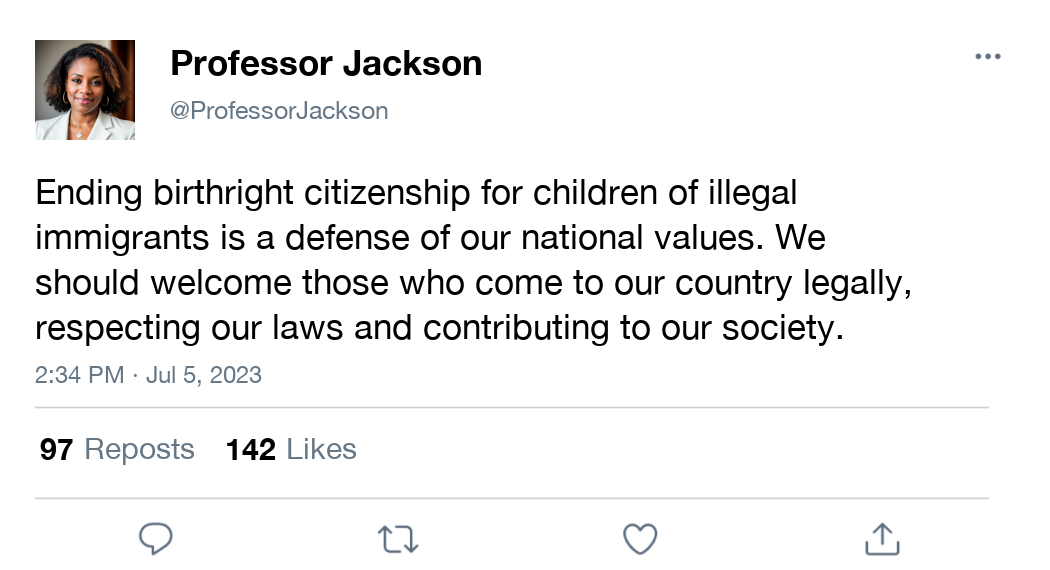 Professor Jackson
@ProfessorJackson
Ending birthright citizenship for children of illegal
immigrants is a defense of our national values. We
should welcome those who come to our country legally,
respecting our laws and contributing to our society.
2:34 PM · Jul 5, 2023
97 Reposts 142 Likes